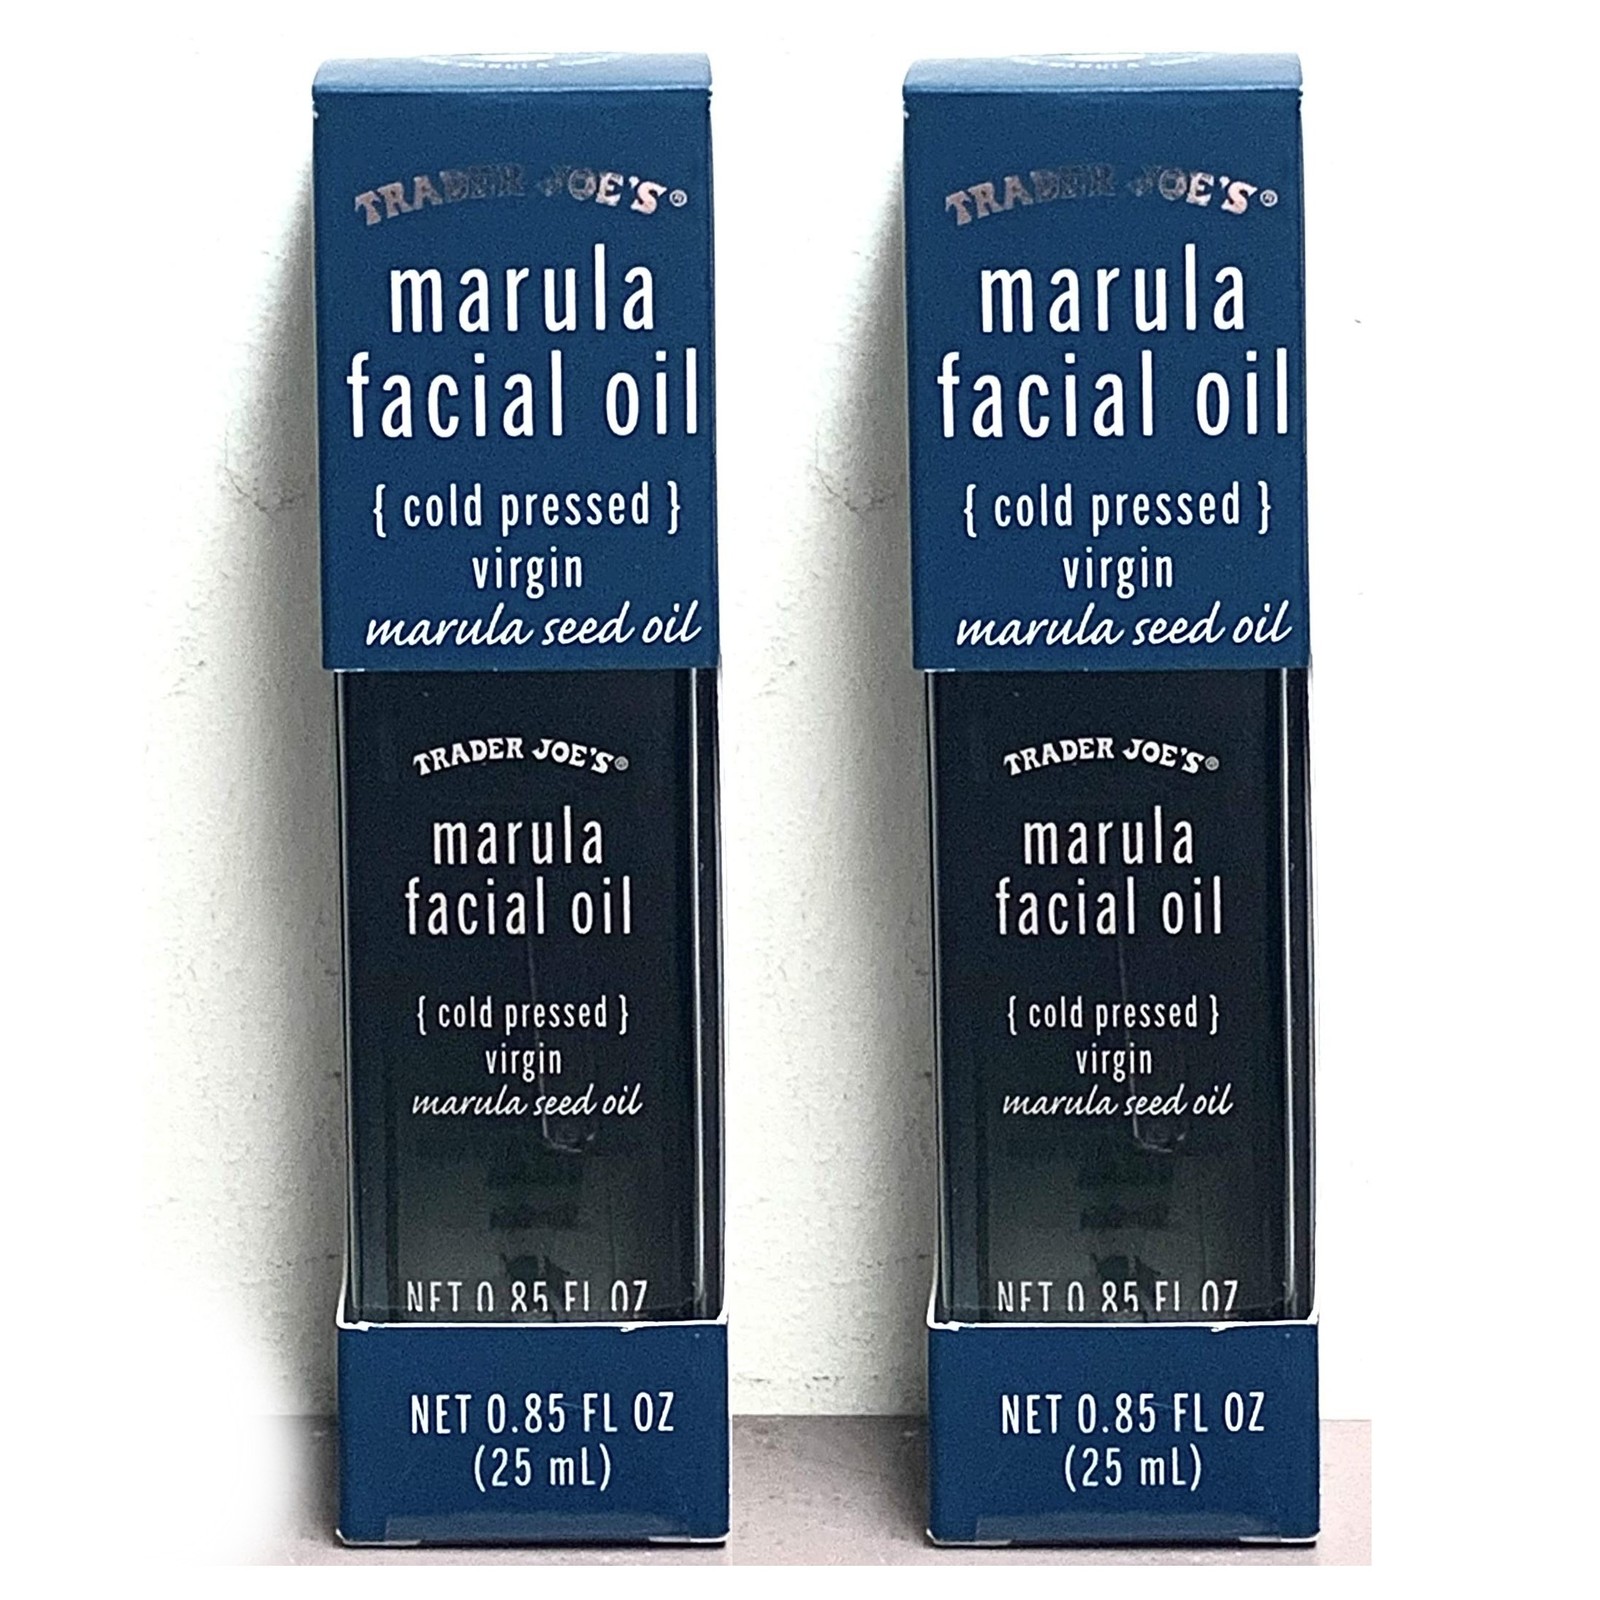 TRADER JOE'S®
marula
facial oil
{ cold pressed }
virgin
marula seed oil
TRADER JOE'S®
marula
facial oil
{ cold pressed }
virgin
marula seed oil
NET 0.85 FL OZ
NET 0.85 FL OZ
(25 mL)
TRADER JOE'S®
marula
facial oil
{ cold pressed }
virgin
marula seed oil
TRADER JOE'S®
marula
facial oil
{ cold pressed }
virgin
marula seed oil
NET 0.85 FL OZ
NET 0.85 FL OZ
(25 mL)